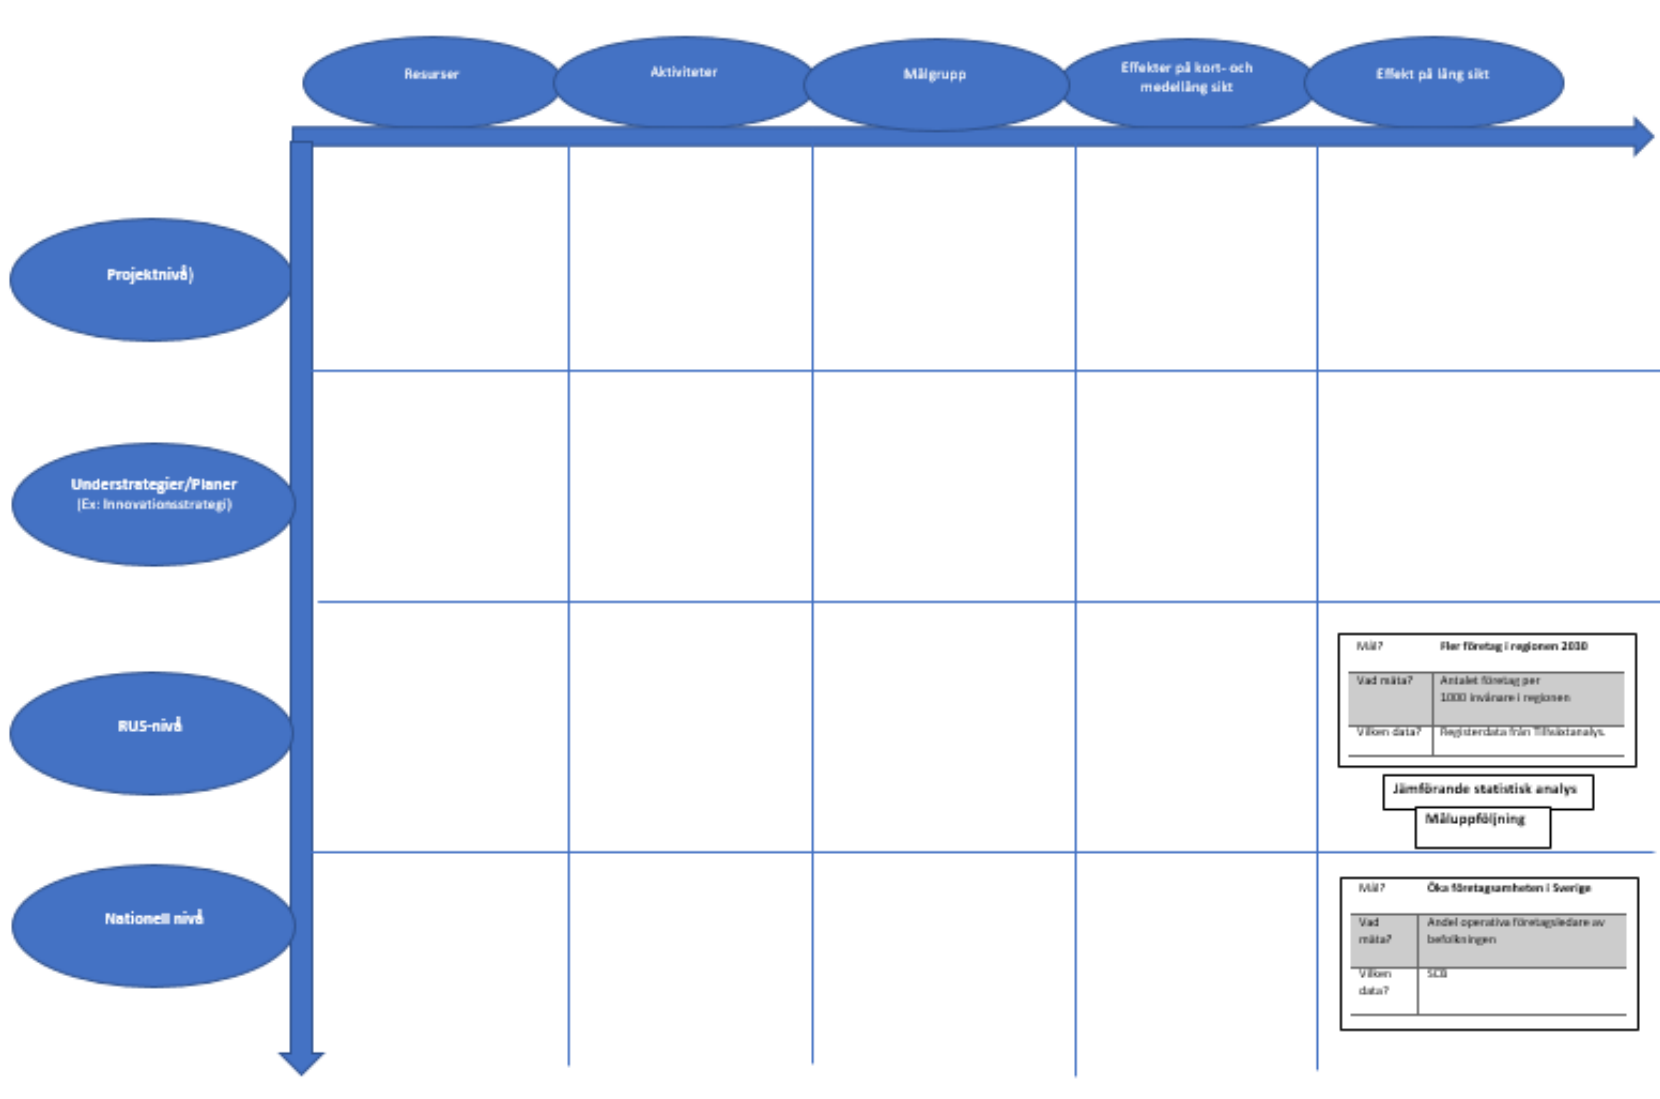 Resurser
Aktiviteter
Målgrupp
Effekter på kort- och
medellång sikt
Effekt på lång sikt
Projektnivå)
Understrategier/Planer
(Ex: Innovationsstrategi)
RUS-nivå
Mål? Fler företag i regionen 2030
Vad mäta? Antalet företag per
1000 invånare i regionen
Vilken data? Registerdata från Tillväxtanalys.
Jämförande statistisk analys
Måluppföljning
Nationell nivå
Mål? Öka företagsamheten i Sverige
Vad
mäta?
Andel operativa företagsledare av
befolkningen
Vilken
data?
SCB